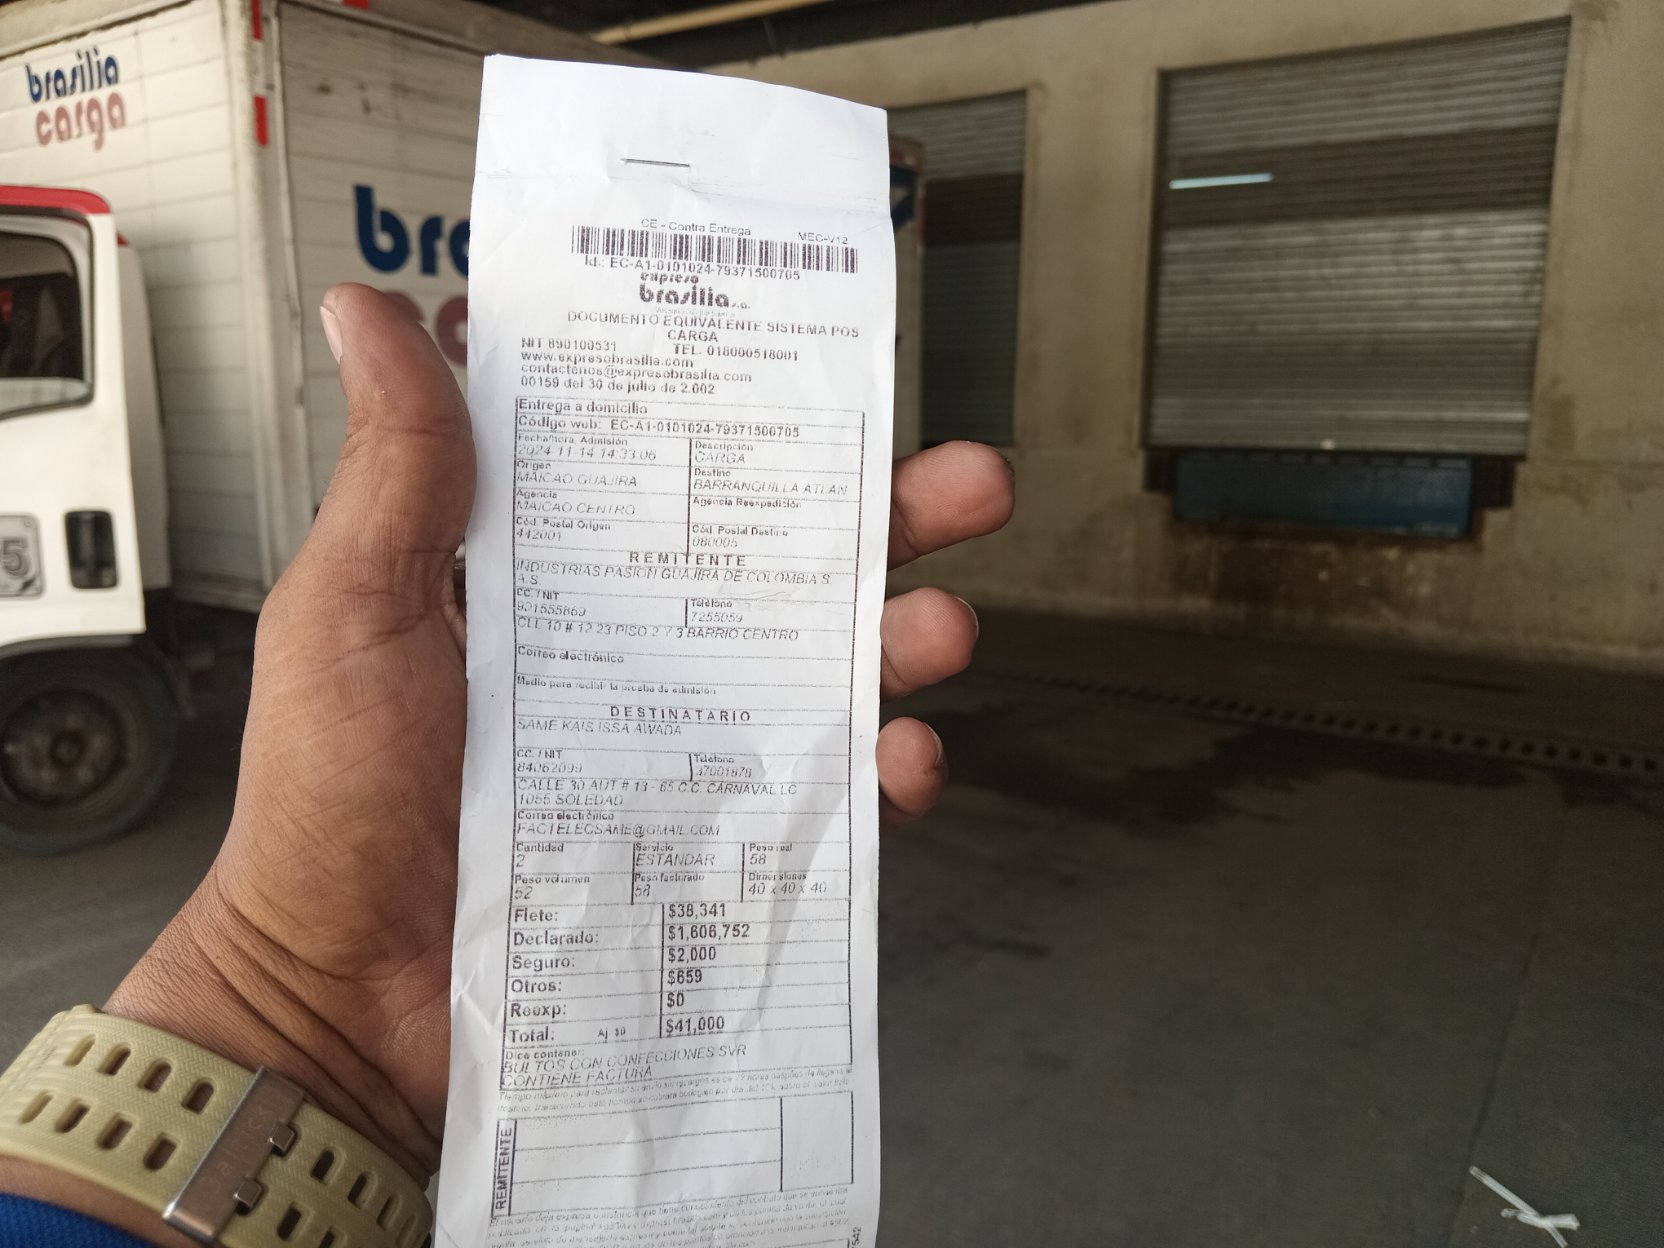 brasilia
carga
bra
ca
5
CE - Contra Entrega MEC-V12
Id.: EC-A1-0101024-79371500705
expreso
brasilia s.a.
DOCUMENTO EQUIVALENTE SISTEMA POS
CARGA
NIT 890100531 TEL. 018000518001
www.expresobrasilia.com
contactenos@expresobrasilia.com
00159 del 30 de julio de 2.002
Entrega a domicilio
Código web: EC-A1-0101024-79371500705
Fecha/hora, Admisión Descripción
2024-11-14 14:33:06 CARGA
Origen Destino
MAICAO GUAJIRA BARRANQUILLA ATLAN
Agencia Agencia Reexpedición
MAICAO CENTRO
Cód. Postal Origen Cód. Postal Destino
442001 080005
REMITENTE
INDUSTRIAS PASION GUAJIRA DE COLOMBIA S.
A.S.
CC. / NIT Teléfono
901555869 7255059
CLL 10 # 12 23 PISO 2 Y 3 BARRIO CENTRO
Correo electrónico
Medio para recibir la prueba de admisión
DESTINATARIO
SAME KAIS ISSA AWADA
CC. / NIT Teléfono
84062099 37001878
CALLE 30 AUT # 13 - 65 C.C. CARNAVAL LC
1055 SOLEDAD
Correo electrónico
FACTELECSAME@GMAIL.COM
Cantidad Servicio Peso real
2 ESTANDAR 58
Peso volumen Peso facturado Dimensiones
52 58 40 x 40 x 40
Flete: $38,341
Declarado: $1,606,752
Seguro: $2,000
Otros: $659
Reexp: $0
Total: Aj. $0 $41,000
Dice contener:
BULTOS CON CONFECCIONES SVR
CONTIENE FACTURA
REMITENTE